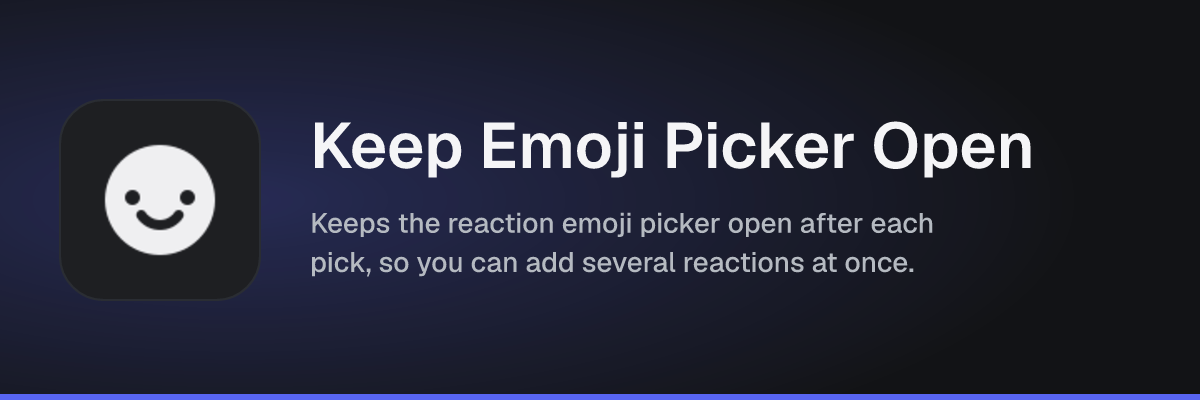 Keep Emoji Picker Open
Keeps the reaction emoji picker open after each
pick, so you can add several reactions at once.